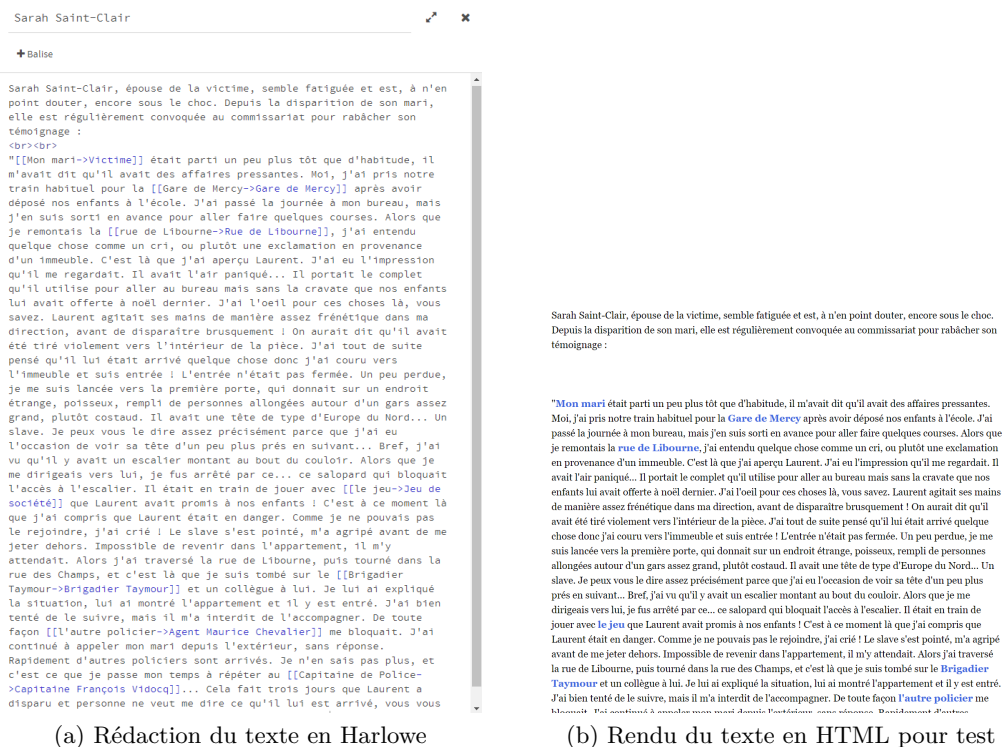 Sarah Saint-Clair
+ Balise
Sarah Saint-Clair, épouse de la victime, semble fatiguée et est, à n'en
point douter, encore sous le choc. Depuis la disparition de son mari,
elle est régulièrement convoquée au commissariat pour rabâcher son
témoignage :
<br><br>
"[[Mon mari->Victime]] était parti un peu plus tôt que d'habitude, il
m'avait dit qu'il avait des affaires pressantes. Moi, j'ai pris notre
train habituel pour la [[Gare de Mercy->Gare de Mercy]] après avoir
déposé nos enfants à l'école. J'ai passé la journée à mon bureau, mais
j'en suis sorti en avance pour aller faire quelques courses. Alors que
je remontais la [[rue de Libourne->Rue de Libourne]], j'ai entendu
quelque chose comme un cri, ou plutôt une exclamation en provenance
d'un immeuble. C'est là que j'ai aperçu Laurent. J'ai eu l'impression
qu'il me regardait. Il avait l'air paniqué... Il portait le complet
qu'il utilise pour aller au bureau mais sans la cravate que nos enfants
lui avait offerte à noël dernier. J'ai l'oeil pour ces choses là, vous
savez. Laurent agitait ses mains de manière assez frénétique dans ma
direction, avant de disparaître brusquement ! On aurait dit qu'il avait
été tiré violement vers l'intérieur de la pièce. J'ai tout de suite
pensé qu'il lui était arrivé quelque chose donc j'ai couru vers
l'immeuble et suis entrée ! L'entrée n'était pas fermée. Un peu perdue,
je me suis lancée vers la première porte, qui donnait sur un endroit
étrange, poisseux, rempli de personnes allongées autour d'un gars assez
grand, plutôt costaud. Il avait une tête de type d'Europe du Nord... Un
slave. Je peux vous le dire assez précisément parce que j'ai eu
l'occasion de voir sa tête d'un peu plus prés en suivant... Bref, j'ai
vu qu'il y avait un escalier montant au bout du couloir. Alors que je
me dirigeais vers lui, je fus arrêté par ce... ce salopard qui bloquait
l'accès à l'escalier. Il était en train de jouer avec [[le jeu->Jeu de
société]] que Laurent avait promis à nos enfants ! C'est à ce moment là
que j'ai compris que Laurent était en danger. Comme je ne pouvais pas
le rejoindre, j'ai crié ! Le slave s'est pointé, m'a agripé avant de me
jeter dehors. Impossible de revenir dans l'appartement, il m'y
attendait. Alors j'ai traversé la rue de Libourne, puis tourné dans la
rue des Champs, et c'est là que je suis tombé sur le [[Brigadier
Taymour->Brigadier Taymour]] et un collègue à lui. Je lui ai expliqué
la situation, lui ai montré l'appartement et il y est entré. J'ai bien
tenté de le suivre, mais il m'a interdit de l'accompagner. De toute
façon [[l'autre policier->Agent Maurice Chevalier]] me bloquait. J'ai
continué à appeler mon mari depuis l'extérieur, sans réponse.
Rapidement d'autres policiers sont arrivés. Je n'en sais pas plus, et
c'est ce que je passe mon temps à répéter au [[Capitaine de Police-
>Capitaine François Vidocq]]... Cela fait trois jours que Laurent a
disparu et personne ne veut me dire ce qu'il lui est arrivé, vous vous
(a) Rédaction du texte en Harlowe
Sarah Saint-Clair, épouse de la victime, semble fatiguée et est, à n'en point douter, encore sous le choc.
Depuis la disparition de son mari, elle est régulièrement convoquée au commissariat pour rabâcher son
témoignage :
"Mon mari était parti un peu plus tôt que d'habitude, il m'avait dit qu'il avait des affaires pressantes.
Moi, j'ai pris notre train habituel pour la Gare de Mercy après avoir déposé nos enfants à l'école. J'ai
passé la journée à mon bureau, mais j'en suis sorti en avance pour aller faire quelques courses. Alors que
je remontais la rue de Libourne, j'ai entendu quelque chose comme un cri, ou plutôt une exclamation
en provenance d'un immeuble. C'est là que j'ai aperçu Laurent. J'ai eu l'impression qu'il me regardait. Il
avait l'air paniqué... Il portait le complet qu'il utilise pour aller au bureau mais sans la cravate que nos
enfants lui avait offerte à noël dernier. J'ai l'oeil pour ces choses là, vous savez. Laurent agitait ses mains
de manière assez frénétique dans ma direction, avant de disparaître brusquement ! On aurait dit qu'il
avait été tiré violement vers l'intérieur de la pièce. J'ai tout de suite pensé qu'il lui était arrivé quelque
chose donc j'ai couru vers l'immeuble et suis entrée ! L'entrée n'était pas fermée. Un peu perdue, je me
suis lancée vers la première porte, qui donnait sur un endroit étrange, poisseux, rempli de personnes
allongées autour d'un gars assez grand, plutôt costaud. Il avait une tête de type d'Europe du Nord... Un
slave. Je peux vous le dire assez précisément parce que j'ai eu l'occasion de voir sa tête d'un peu plus
prés en suivant... Bref, j'ai vu qu'il y avait un escalier montant au bout du couloir. Alors que je me
dirigeais vers lui, je fus arrêté par ce... ce salopard qui bloquait l'accès à l'escalier. Il était en train de
jouer avec le jeu que Laurent avait promis à nos enfants ! C'est à ce moment là que j'ai compris que
Laurent était en danger. Comme je ne pouvais pas le rejoindre, j'ai crié ! Le slave s'est pointé, m'a agripé
avant de me jeter dehors. Impossible de revenir dans l'appartement, il m'y attendait. Alors j'ai traversé
la rue de Libourne, puis tourné dans la rue des Champs, et c'est là que je suis tombé sur le Brigadier
Taymour et un collègue à lui. Je lui ai expliqué la situation, lui ai montré l'appartement et il y est entré.
J'ai bien tenté de le suivre, mais il m'a interdit de l'accompagner. De toute façon l'autre policier me
bloquait. J'ai continué à appeler mon mari depuis l'extérieur, sans réponse. Rapidement d'autres
(b) Rendu du texte en HTML pour test